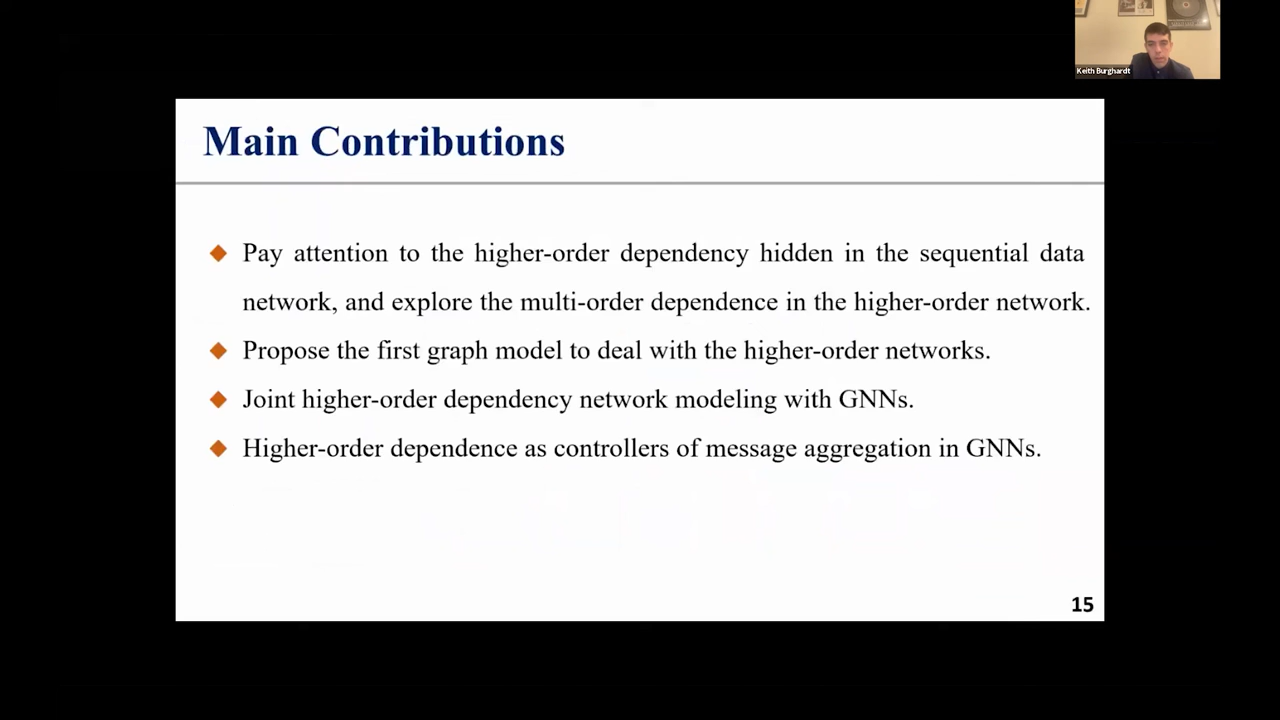 Keith Burghardt
Main Contributions
Pay attention to the higher-order dependency hidden in the sequential data
network, and explore the multi-order dependence in the higher-order network.
Propose the first graph model to deal with the higher-order networks.
Joint higher-order dependency network modeling with GNNs.
Higher-order dependence as controllers of message aggregation in GNNs.
15